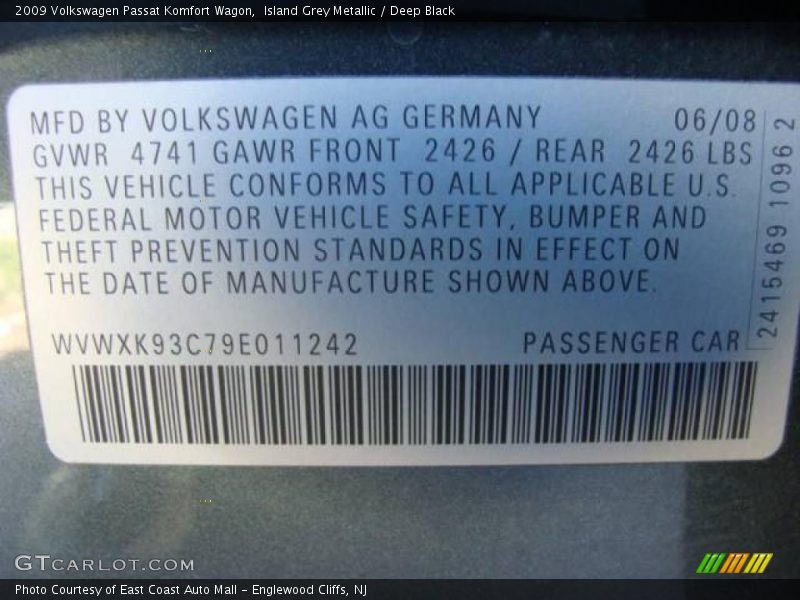 2009 Volkswagen Passat Komfort Wagon,  Island Grey Metallic / Deep Black
MFD BY VOLKSWAGEN AG GERMANY 06/08
GVWR 4741 GAWR FRONT 2426 / REAR 2426 LBS
THIS VEHICLE CONFORMS TO ALL APPLICABLE U.S.
FEDERAL MOTOR VEHICLE SAFETY, BUMPER AND
THEFT PREVENTION STANDARDS IN EFFECT ON
THE DATE OF MANUFACTURE SHOWN ABOVE.
2415469 1096 2
WVWXK93C79E011242 PASSENGER CAR
GTCARLOT.COM
Photo Courtesy of East Coast Auto Mall - Englewood Cliffs, NJ